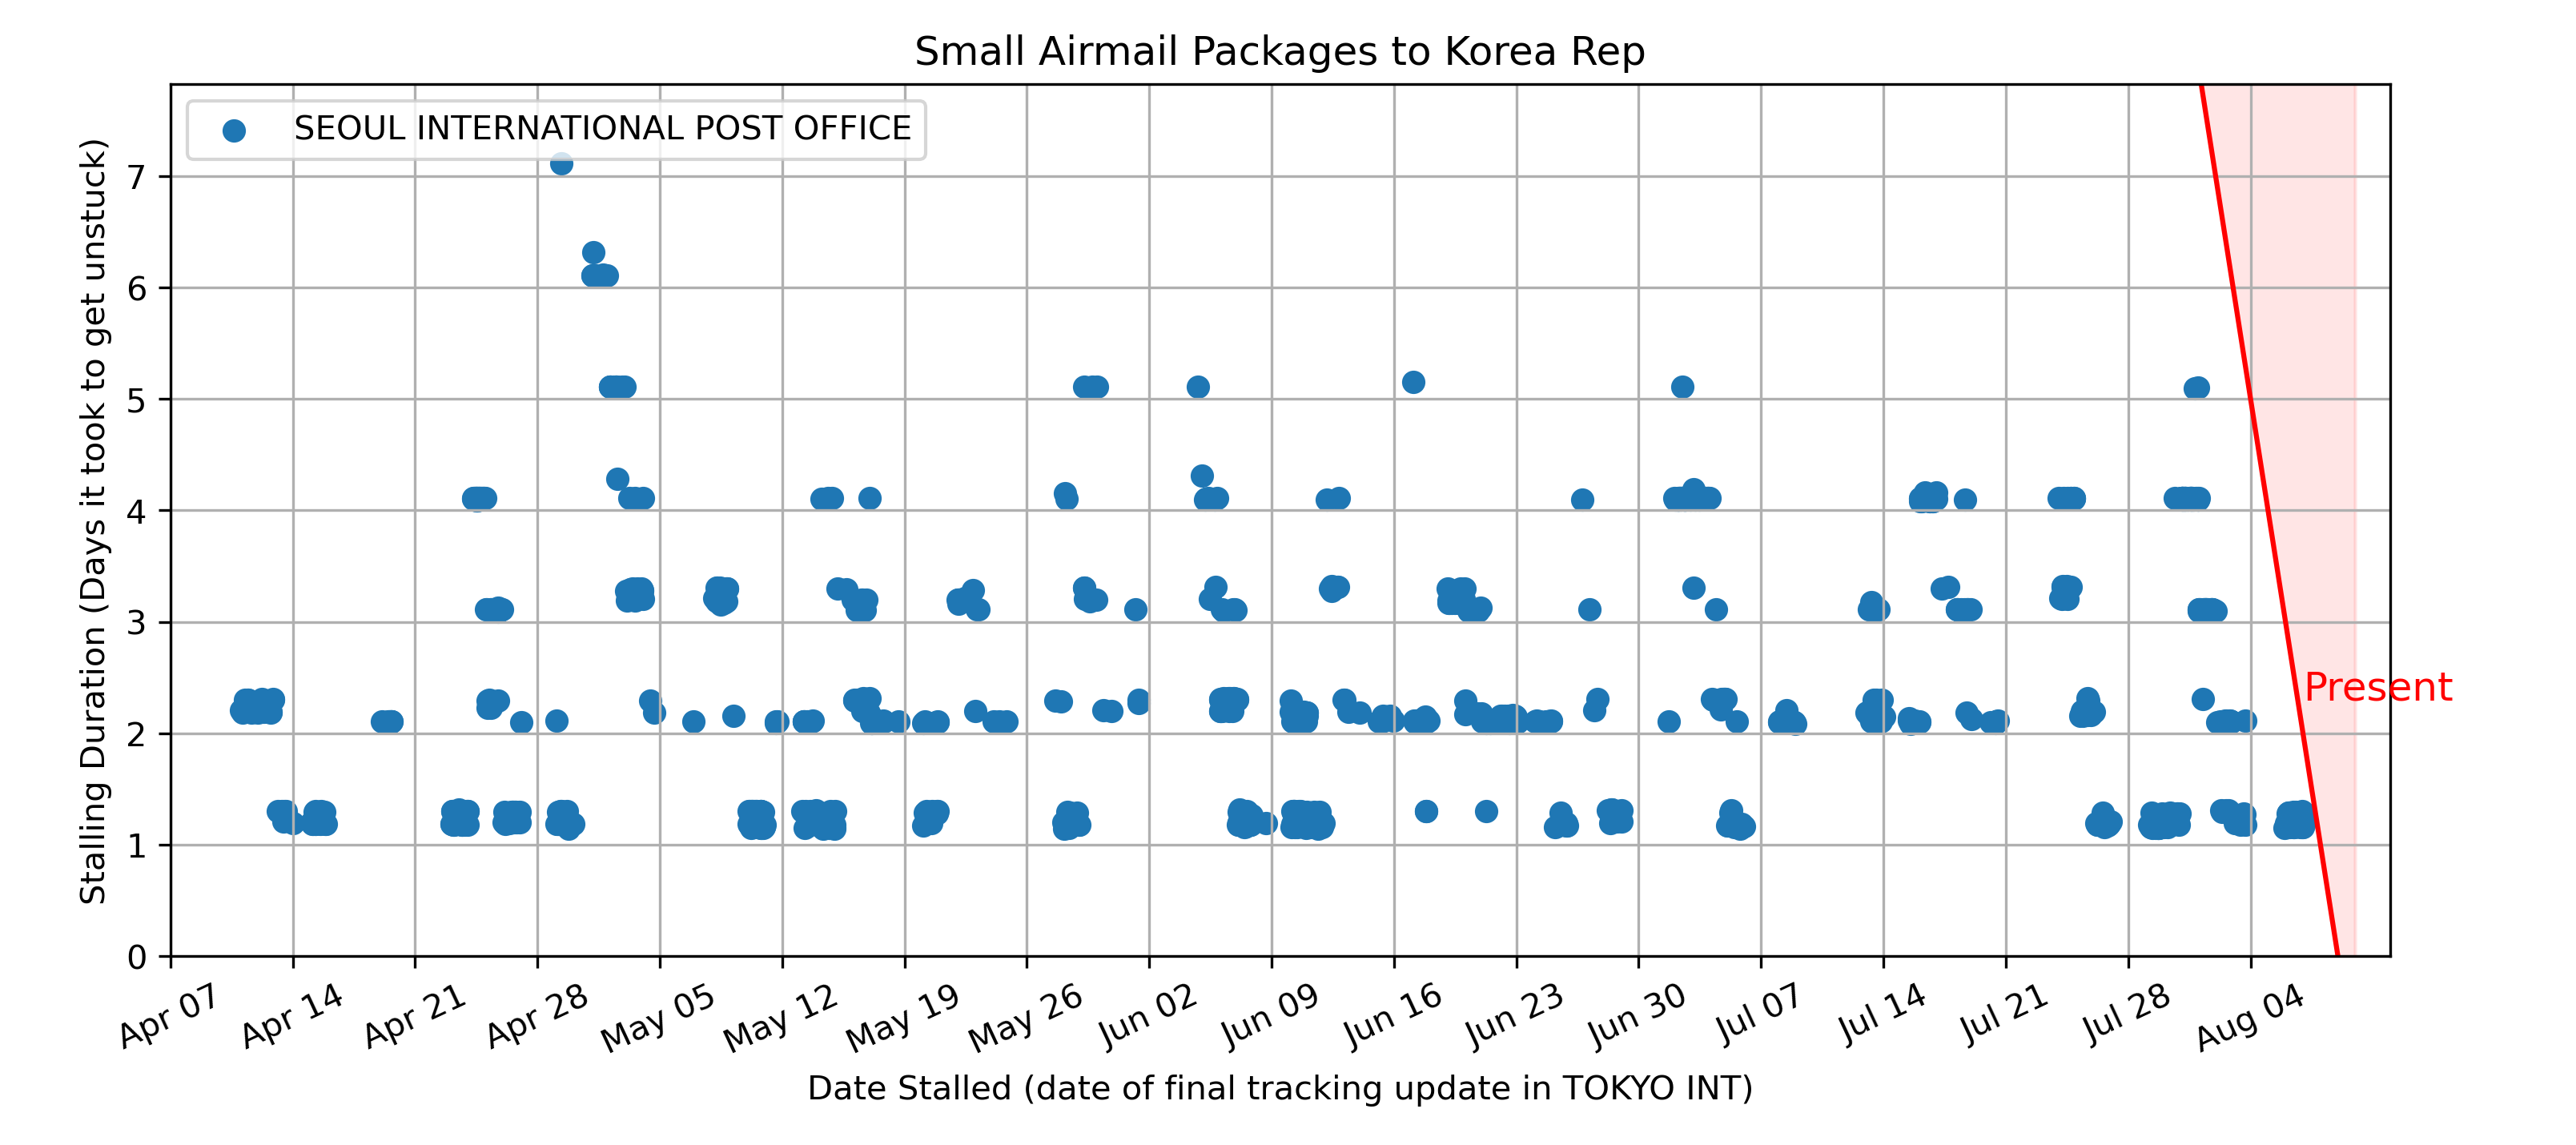 Small Airmail Packages to Korea Rep
SEOUL INTERNATIONAL POST OFFICE
Stalling Duration (Days it took to get unstuck)
7
6
5
4
3
2
1
0
Present
Apr 07
Apr 14
Apr 21
Apr 28
May 05
May 12
May 19
May 26
Jun 02
Jun 09
Jun 16
Jun 23
Jun 30
Jul 07
Jul 14
Jul 21
Jul 28
Aug 04
Date Stalled (date of final tracking update in TOKYO INT)